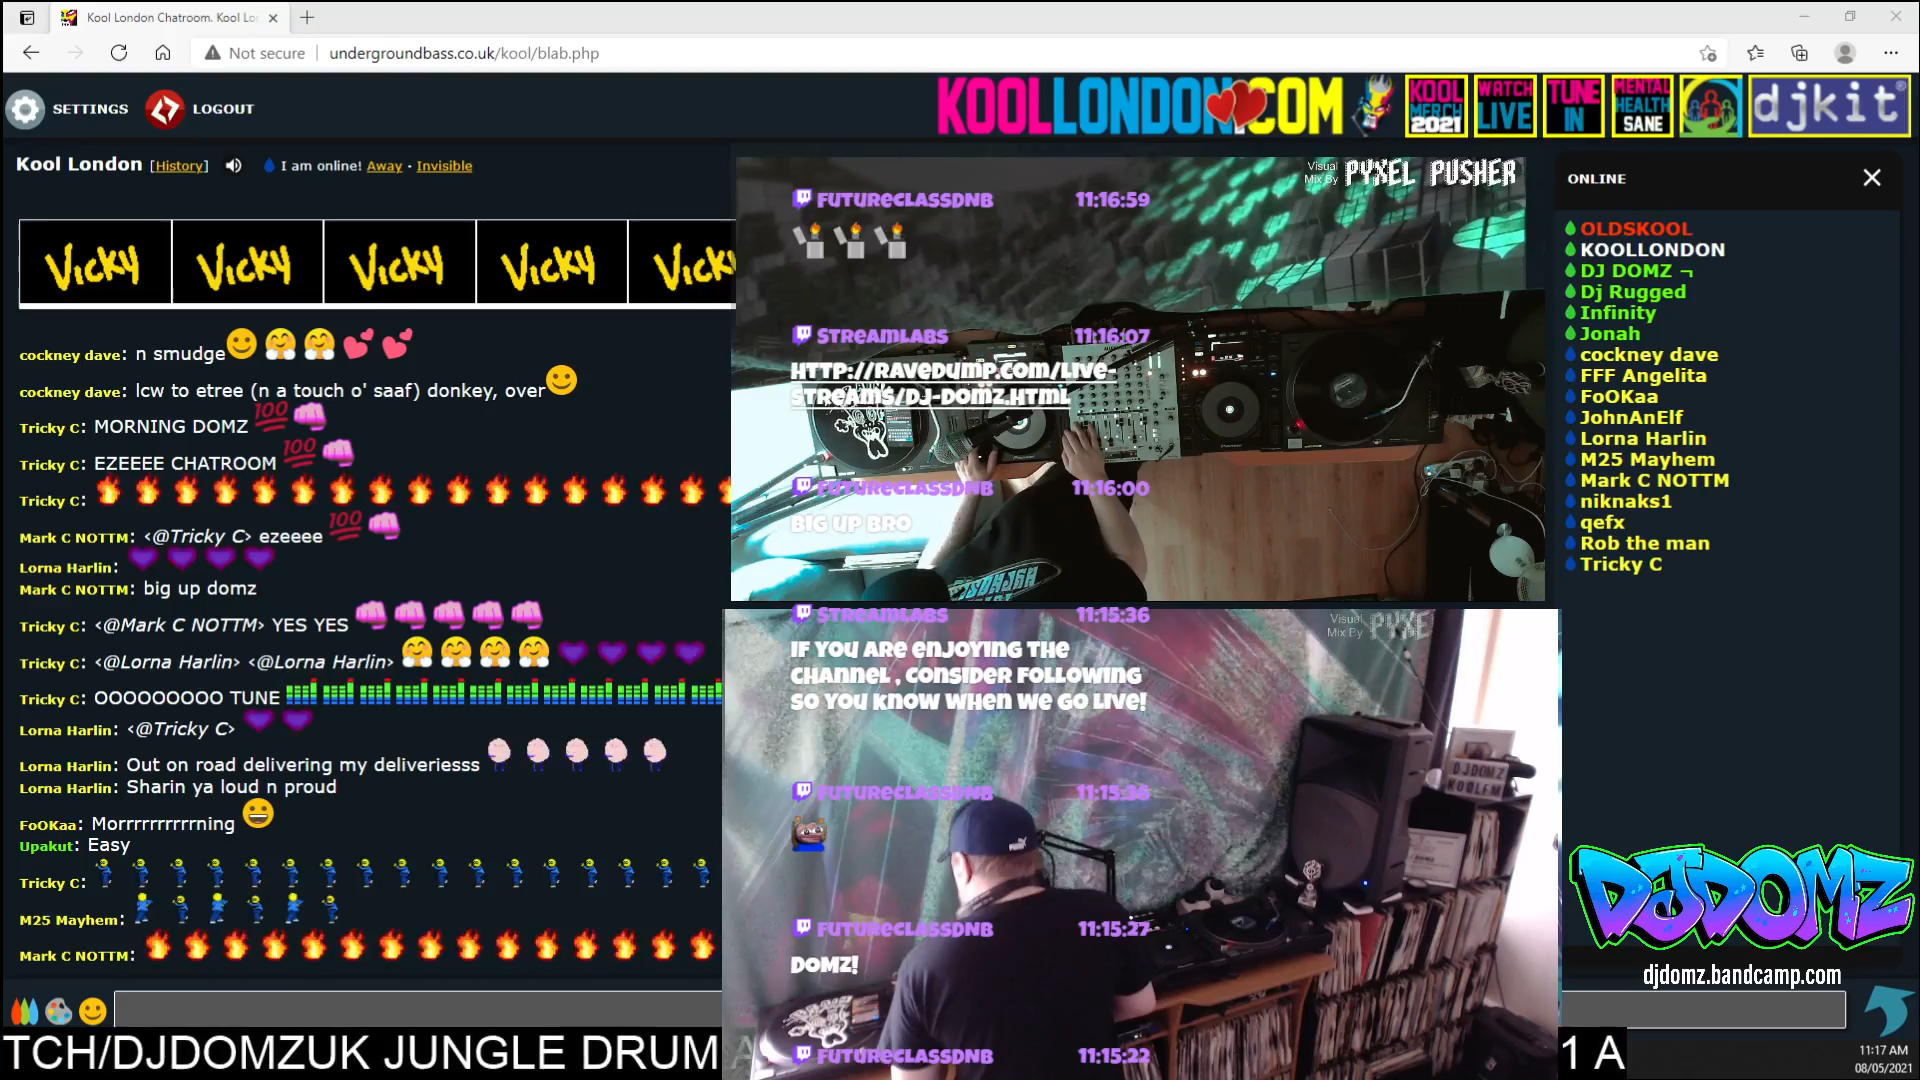 Kool London Chatroom. Kool Lo
Not secure
undergroundbass.co.uk/kool/blab.php
SETTINGS
LOGOUT
KOOLLONDON.COM
KOOL MERCH 2021
WATCH LIVE
TUNE IN
MENTAL HEALTH SANE
djkit
Kool London [History]
I am online! Away · Invisible
Vicky Vicky Vicky Vicky Vick
cockney dave: n smudge
cockney dave: lcw to etree (n a touch o' saaf) donkey, over
Tricky C: MORNING DOMZ 100
Tricky C: EZEEEE CHATROOM 100
Tricky C:
Mark C NOTTM: <@Tricky C> ezeeee 100
Lorna Harlin:
Mark C NOTTM: big up domz
Tricky C: <@Mark C NOTTM> YES YES
Tricky C: <@Lorna Harlin> <@Lorna Harlin>
Tricky C: OOOOOOOOO TUNE
Lorna Harlin: <@Tricky C>
Lorna Harlin: Out on road delivering my deliveriesss
Lorna Harlin: Sharin ya loud n proud
FoOKaa: Morrrrrrrrrrning
Upakut: Easy
Tricky C:
M25 Mayhem:
Mark C NOTTM:
Visual Mix By PYXEL PUSHER
FUTURECLASSDNB 11:16:59
STREAMLABS 11:16:07
HTTP://RAVEDUMP.COM/LIVE-
STREAMS/DJ-DOMZ.HTML
FUTURECLASSDNB 11:16:00
BIG UP BRO
STREAMLABS 11:15:36
Visual Mix By PYXE
IF YOU ARE ENJOYING THE
CHANNEL, CONSIDER FOLLOWING
SO YOU KNOW WHEN WE GO LIVE!
FUTURECLASSDNB 11:15:36
DJDOMZ
KOOLFM
FUTURECLASSDNB 11:15:27
DOMZ!
FUTURECLASSDNB 11:15:22
ONLINE
OLDSKOOL
KOOLLONDON
DJ DOMZ ¬
Dj Rugged
Infinity
Jonah
cockney dave
FFF Angelita
FoOKaa
JohnAnElf
Lorna Harlin
M25 Mayhem
Mark C NOTTM
niknaks1
qefx
Rob the man
Tricky C
DJDOMZ
djdomz.bandcamp.com
TCH/DJDOMZUK JUNGLE DRUM A
1 A
11:17 AM
08/05/2021